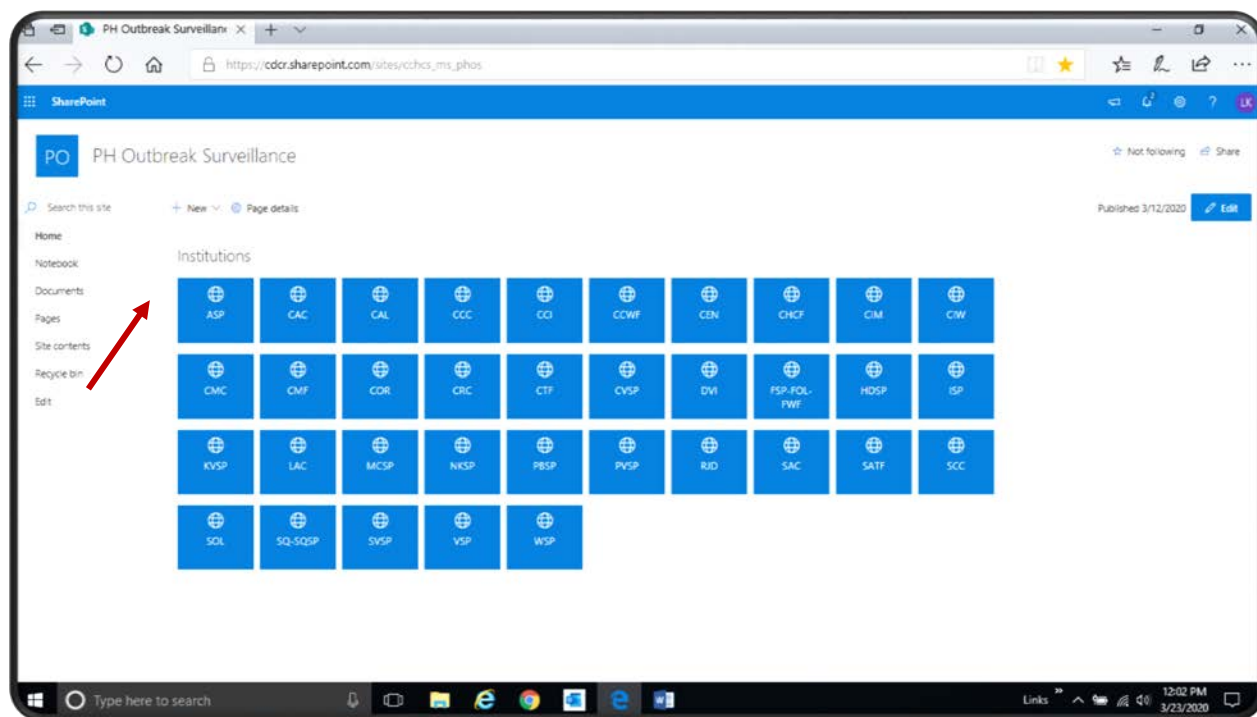 PH Outbreak Surveillanc
https://cdcr.sharepoint.com/sites/cchcs_ms_phos
SharePoint
2
?
LK
PO
PH Outbreak Surveillance
Not following
Share
Search this site
New
Page details
Published 3/12/2020
Edit
Home
Notebook
Documents
Pages
Site contents
Recycle bin
Edit
Institutions
ASP CAC CAL CCC CCI CCWF CEN CHCF CIM CIW
CMC CMF COR CRC CTF CVSP DVI FSP-FOL-FWF HDSP ISP
KVSP LAC MCSP NKSP PBSP PVSP RJD SAC SATF SCC
SOL SQ-SQSP SVSP VSP WSP
Type here to search
Links
12:02 PM
3/23/2020